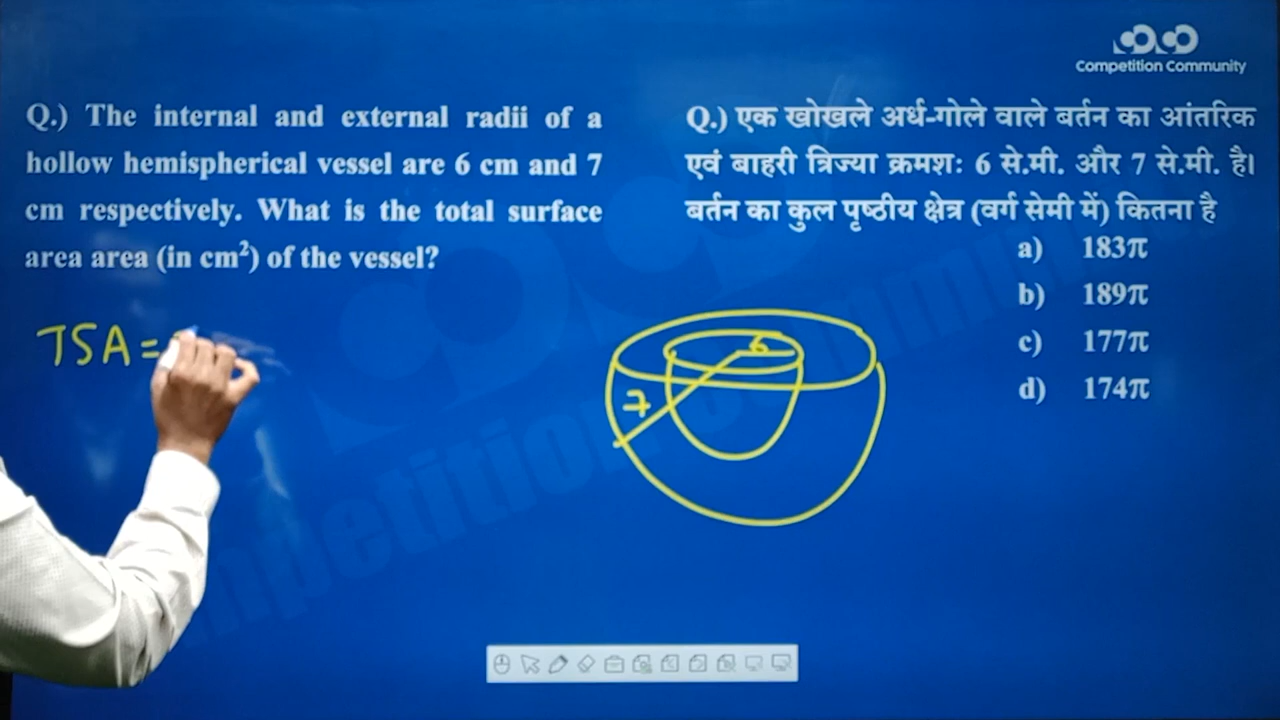 Competition Community
Q.) The internal and external radii of a
hollow hemispherical vessel are 6 cm and 7
cm respectively. What is the total surface
area area (in cm²) of the vessel?
Q.) एक खोखले अर्ध-गोले वाले बर्तन का आंतरिक
एवं बाहरी त्रिज्या क्रमश: 6 से.मी. और 7 से.मी. है।
बर्तन का कुल पृष्ठीय क्षेत्र (वर्ग सेमी में) कितना है
a) 183π
b) 189π
c) 177π
d) 174π
TSA =
6
7
Competition Community